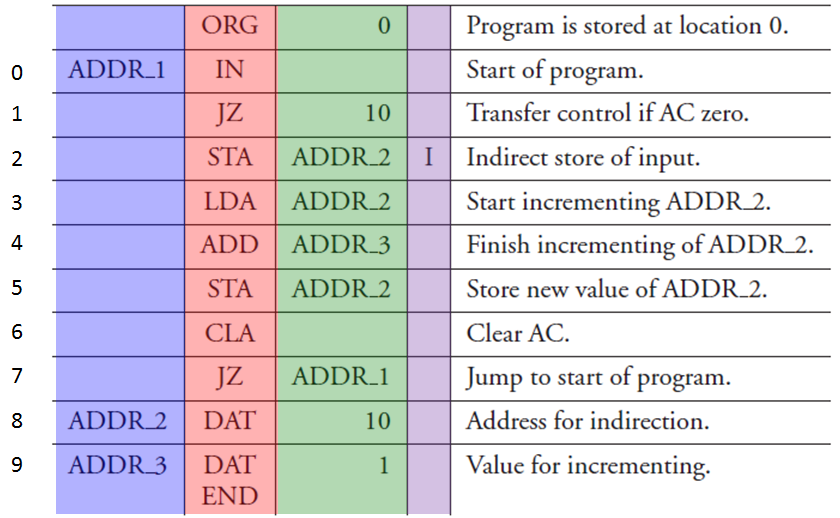 ORG 0 Program is stored at location 0.
0 ADDR_1 IN Start of program.
1 JZ 10 Transfer control if AC zero.
2 STA ADDR_2 I Indirect store of input.
3 LDA ADDR_2 Start incrementing ADDR_2.
4 ADD ADDR_3 Finish incrementing of ADDR_2.
5 STA ADDR_2 Store new value of ADDR_2.
6 CLA Clear AC.
7 JZ ADDR_1 Jump to start of program.
8 ADDR_2 DAT 10 Address for indirection.
9 ADDR_3 DAT 1 Value for incrementing.
END